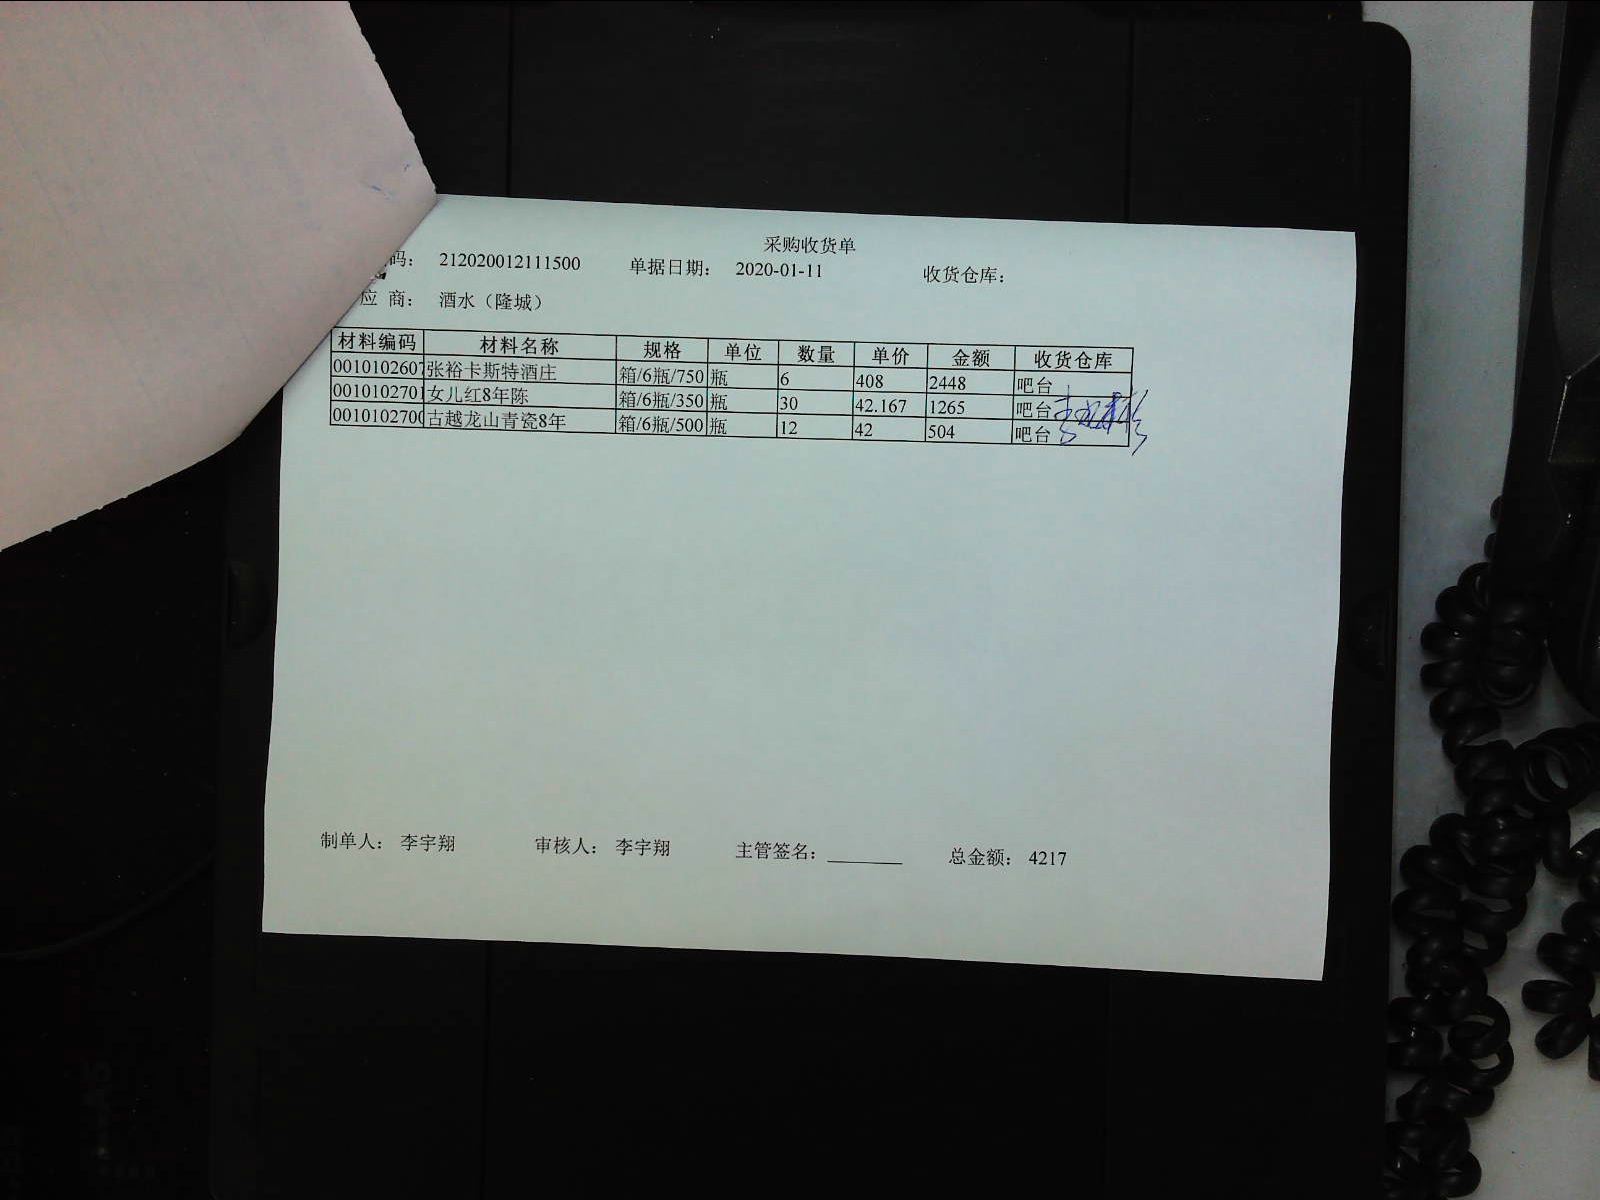 采购收货单
码： 212020012111500 单据日期： 2020-01-11 收货仓库：
应 商： 酒水（隆城）
材料编码 材料名称 规格 单位 数量 单价 金额 收货仓库
0010102607 张裕卡斯特酒庄 箱/6瓶/750 瓶 6 408 2448 吧台
0010102701 女儿红8年陈 箱/6瓶/350 瓶 30 42.167 1265 吧台
0010102700 古越龙山青瓷8年 箱/6瓶/500 瓶 12 42 504 吧台
制单人： 李宇翔 审核人： 李宇翔 主管签名： 总金额： 4217